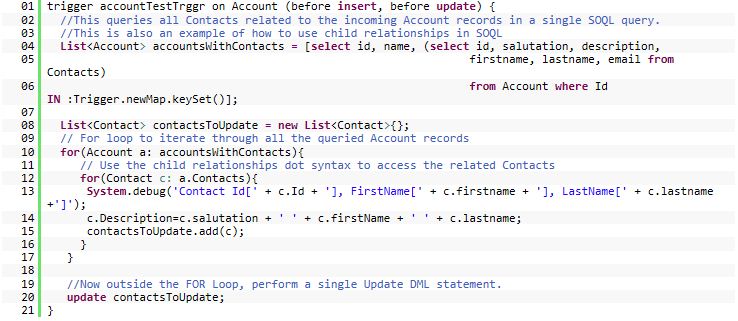 01 trigger accountTestTrggr on Account (before insert, before update) {
02 //This queries all Contacts related to the incoming Account records in a single SOQL query.
03 //This is also an example of how to use child relationships in SOQL
04 List<Account> accountsWithContacts = [select id, name, (select id, salutation, description,
05 firstname, lastname, email from
Contacts)
06 from Account where Id
IN :Trigger.newMap.keySet()];
07
08 List<Contact> contactsToUpdate = new List<Contact>{};
09 // For loop to iterate through all the queried Account records
10 for(Account a: accountsWithContacts){
11 // Use the child relationships dot syntax to access the related Contacts
12 for(Contact c: a.Contacts){
13 System.debug('Contact Id[' + c.Id + '], FirstName[' + c.firstname + '], LastName[' + c.lastname
+']');
14 c.Description=c.salutation + ' ' + c.firstName + ' ' + c.lastname;
15 contactsToUpdate.add(c);
16 }
17 }
18
19 //Now outside the FOR Loop, perform a single Update DML statement.
20 update contactsToUpdate;
21 }